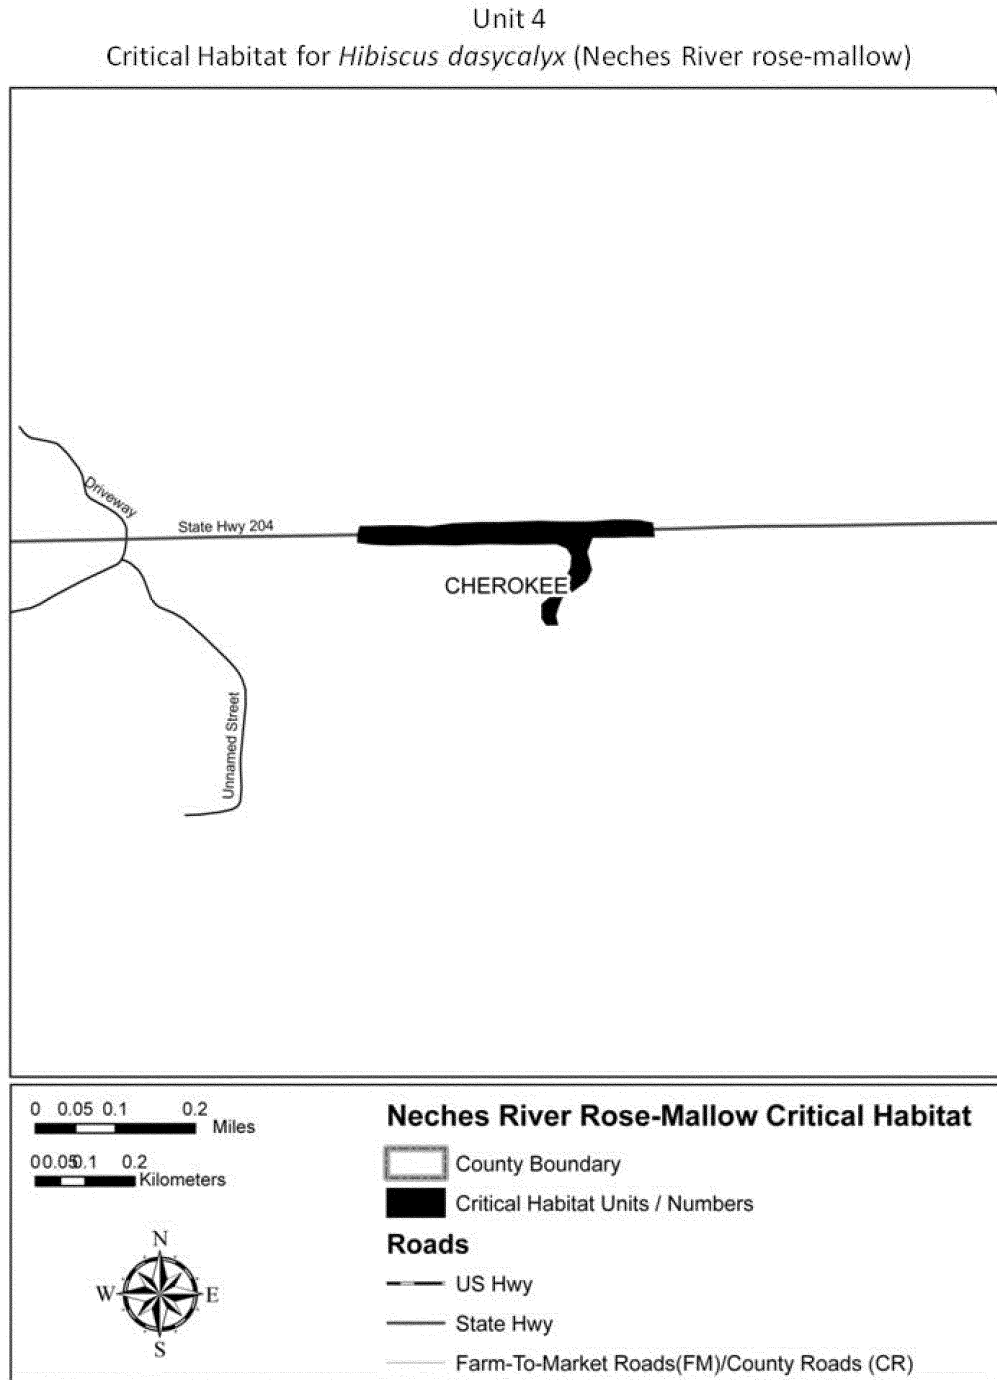 Unit 4
Critical Habitat for Hibiscus dasycalyx (Neches River rose-mallow)
Driveway
State Hwy 204
CHEROKEE
Unnamed Street
0 0.05 0.1 0.2
Miles
0 0.05 0.1 0.2
Kilometers
N
W E
S
Neches River Rose-Mallow Critical Habitat
County Boundary
Critical Habitat Units / Numbers
Roads
US Hwy
State Hwy
Farm-To-Market Roads(FM)/County Roads (CR)